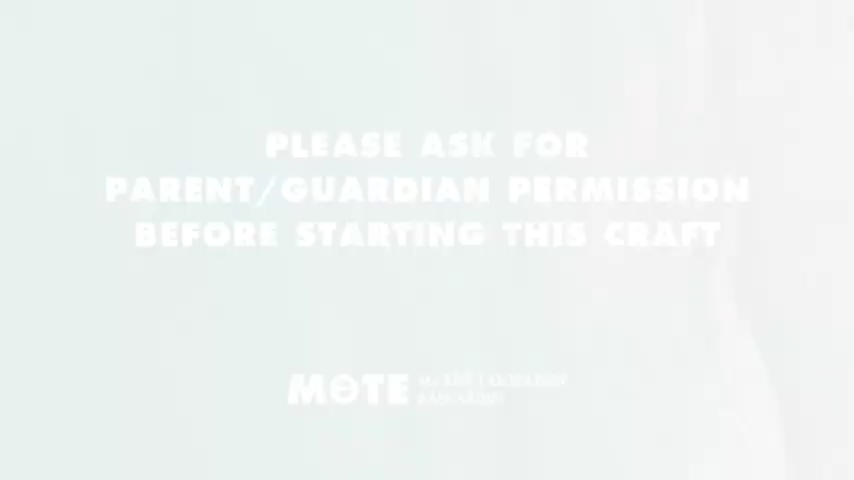 PLEASE ASK FOR
PARENT/GUARDIAN PERMISSION
BEFORE STARTING THIS CRAFT
MOTE